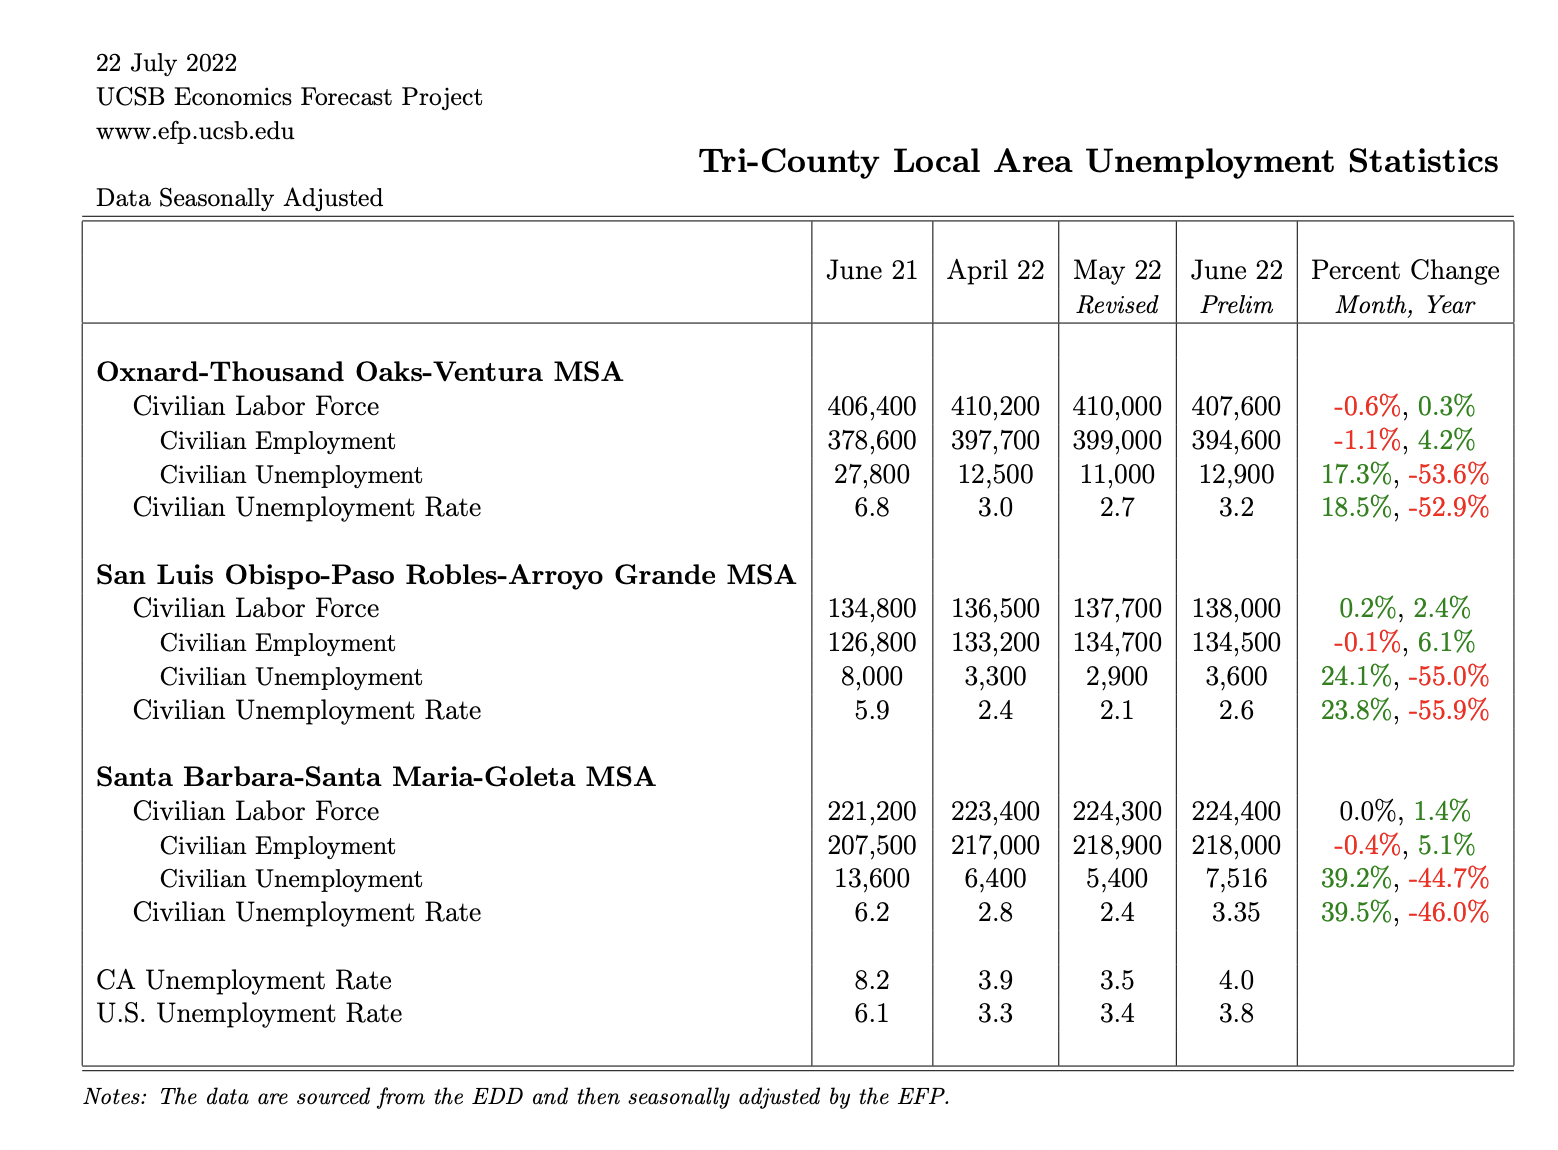 22 July 2022
UCSB Economics Forecast Project
www.efp.ucsb.edu
Tri-County Local Area Unemployment Statistics
Data Seasonally Adjusted
June 21 April 22 May 22 June 22 Percent Change
Revised Prelim Month, Year
Oxnard-Thousand Oaks-Ventura MSA
Civilian Labor Force 406,400 410,200 410,000 407,600 -0.6%, 0.3%
Civilian Employment 378,600 397,700 399,000 394,600 -1.1%, 4.2%
Civilian Unemployment 27,800 12,500 11,000 12,900 17.3%, -53.6%
Civilian Unemployment Rate 6.8 3.0 2.7 3.2 18.5%, -52.9%
San Luis Obispo-Paso Robles-Arroyo Grande MSA
Civilian Labor Force 134,800 136,500 137,700 138,000 0.2%, 2.4%
Civilian Employment 126,800 133,200 134,700 134,500 -0.1%, 6.1%
Civilian Unemployment 8,000 3,300 2,900 3,600 24.1%, -55.0%
Civilian Unemployment Rate 5.9 2.4 2.1 2.6 23.8%, -55.9%
Santa Barbara-Santa Maria-Goleta MSA
Civilian Labor Force 221,200 223,400 224,300 224,400 0.0%, 1.4%
Civilian Employment 207,500 217,000 218,900 218,000 -0.4%, 5.1%
Civilian Unemployment 13,600 6,400 5,400 7,516 39.2%, -44.7%
Civilian Unemployment Rate 6.2 2.8 2.4 3.35 39.5%, -46.0%
CA Unemployment Rate 8.2 3.9 3.5 4.0
U.S. Unemployment Rate 6.1 3.3 3.4 3.8
Notes: The data are sourced from the EDD and then seasonally adjusted by the EFP.